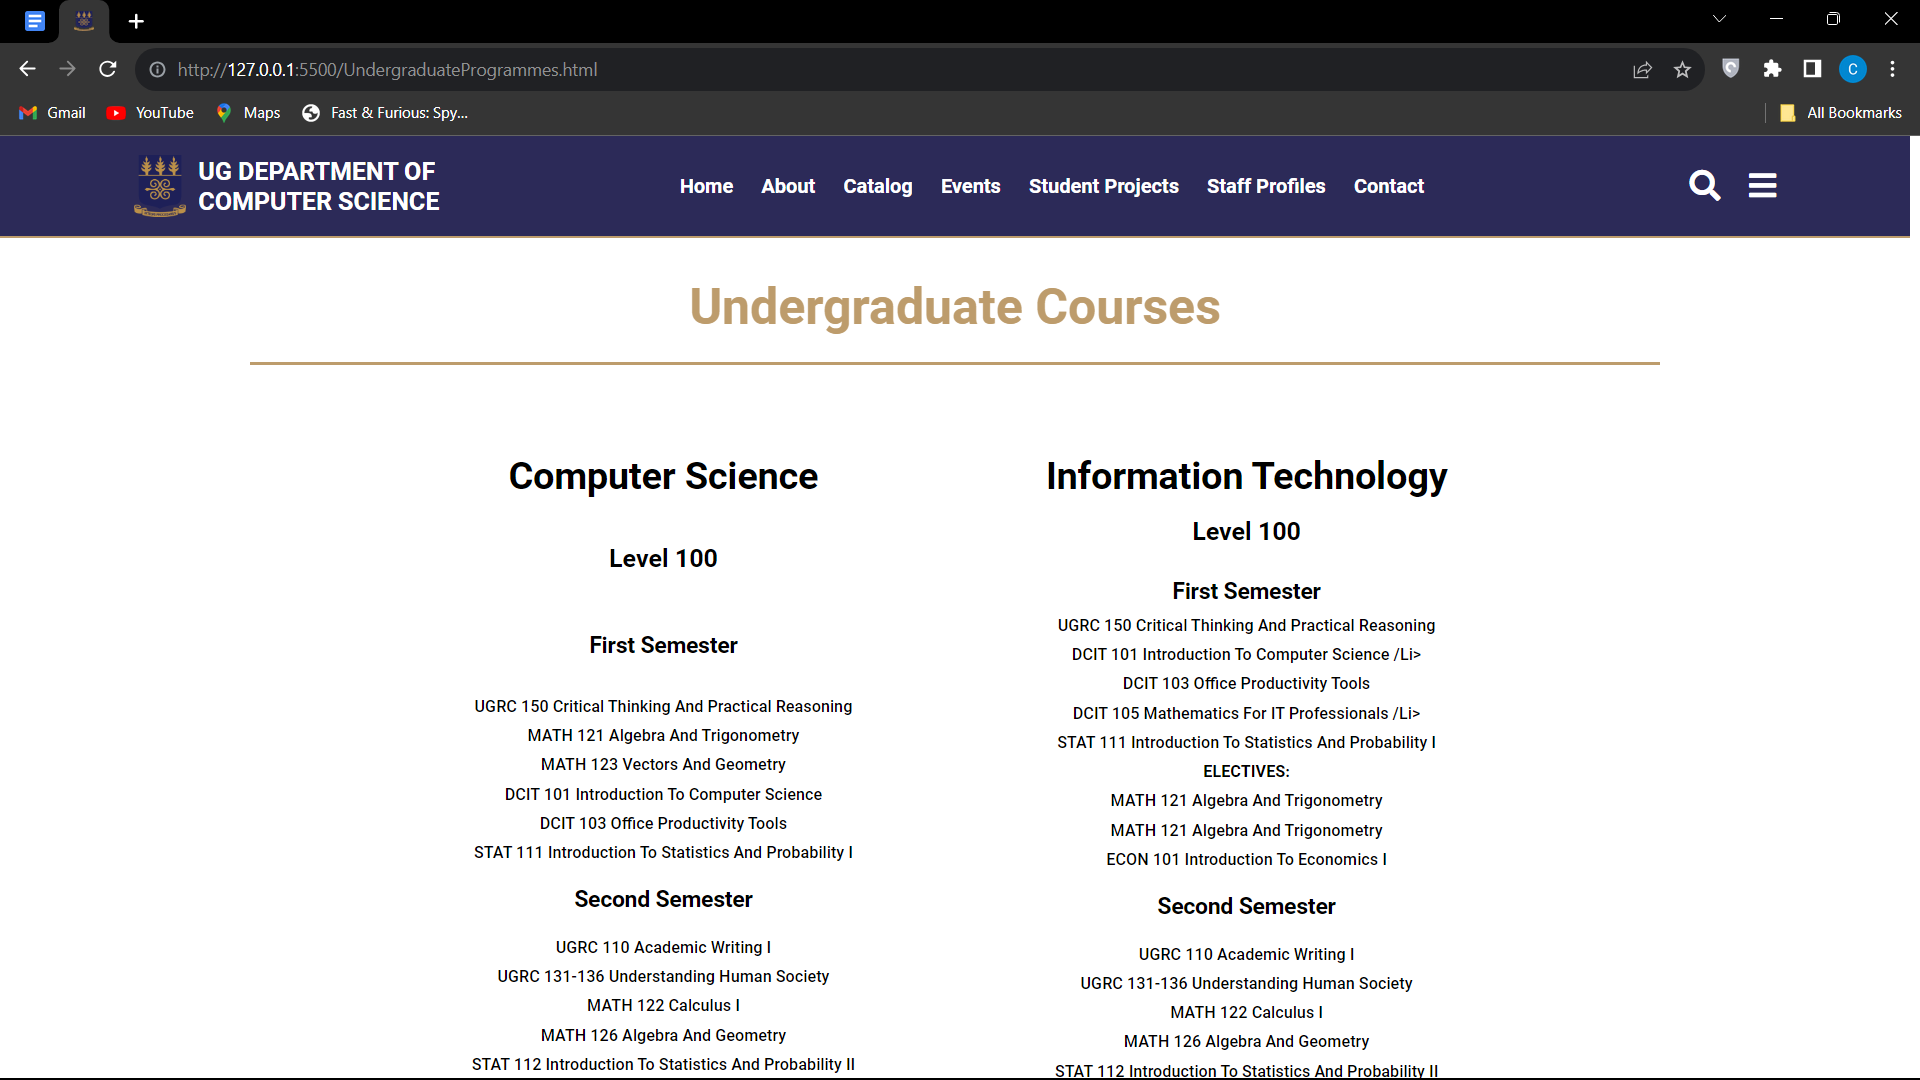 http://127.0.0.1:5500/UndergraduateProgrammes.html
C
Gmail
YouTube
Maps
Fast & Furious: Spy...
All Bookmarks
UG DEPARTMENT OF
COMPUTER SCIENCE
Home
About
Catalog
Events
Student Projects
Staff Profiles
Contact
Undergraduate Courses
Computer Science
Level 100
First Semester
UGRC 150 Critical Thinking And Practical Reasoning
MATH 121 Algebra And Trigonometry
MATH 123 Vectors And Geometry
DCIT 101 Introduction To Computer Science
DCIT 103 Office Productivity Tools
STAT 111 Introduction To Statistics And Probability I
Second Semester
UGRC 110 Academic Writing I
UGRC 131-136 Understanding Human Society
MATH 122 Calculus I
MATH 126 Algebra And Geometry
STAT 112 Introduction To Statistics And Probability II
Information Technology
Level 100
First Semester
UGRC 150 Critical Thinking And Practical Reasoning
DCIT 101 Introduction To Computer Science /Li>
DCIT 103 Office Productivity Tools
DCIT 105 Mathematics For IT Professionals /Li>
STAT 111 Introduction To Statistics And Probability I
ELECTIVES:
MATH 121 Algebra And Trigonometry
MATH 121 Algebra And Trigonometry
ECON 101 Introduction To Economics I
Second Semester
UGRC 110 Academic Writing I
UGRC 131-136 Understanding Human Society
MATH 122 Calculus I
MATH 126 Algebra And Geometry
STAT 112 Introduction To Statistics And Probability II